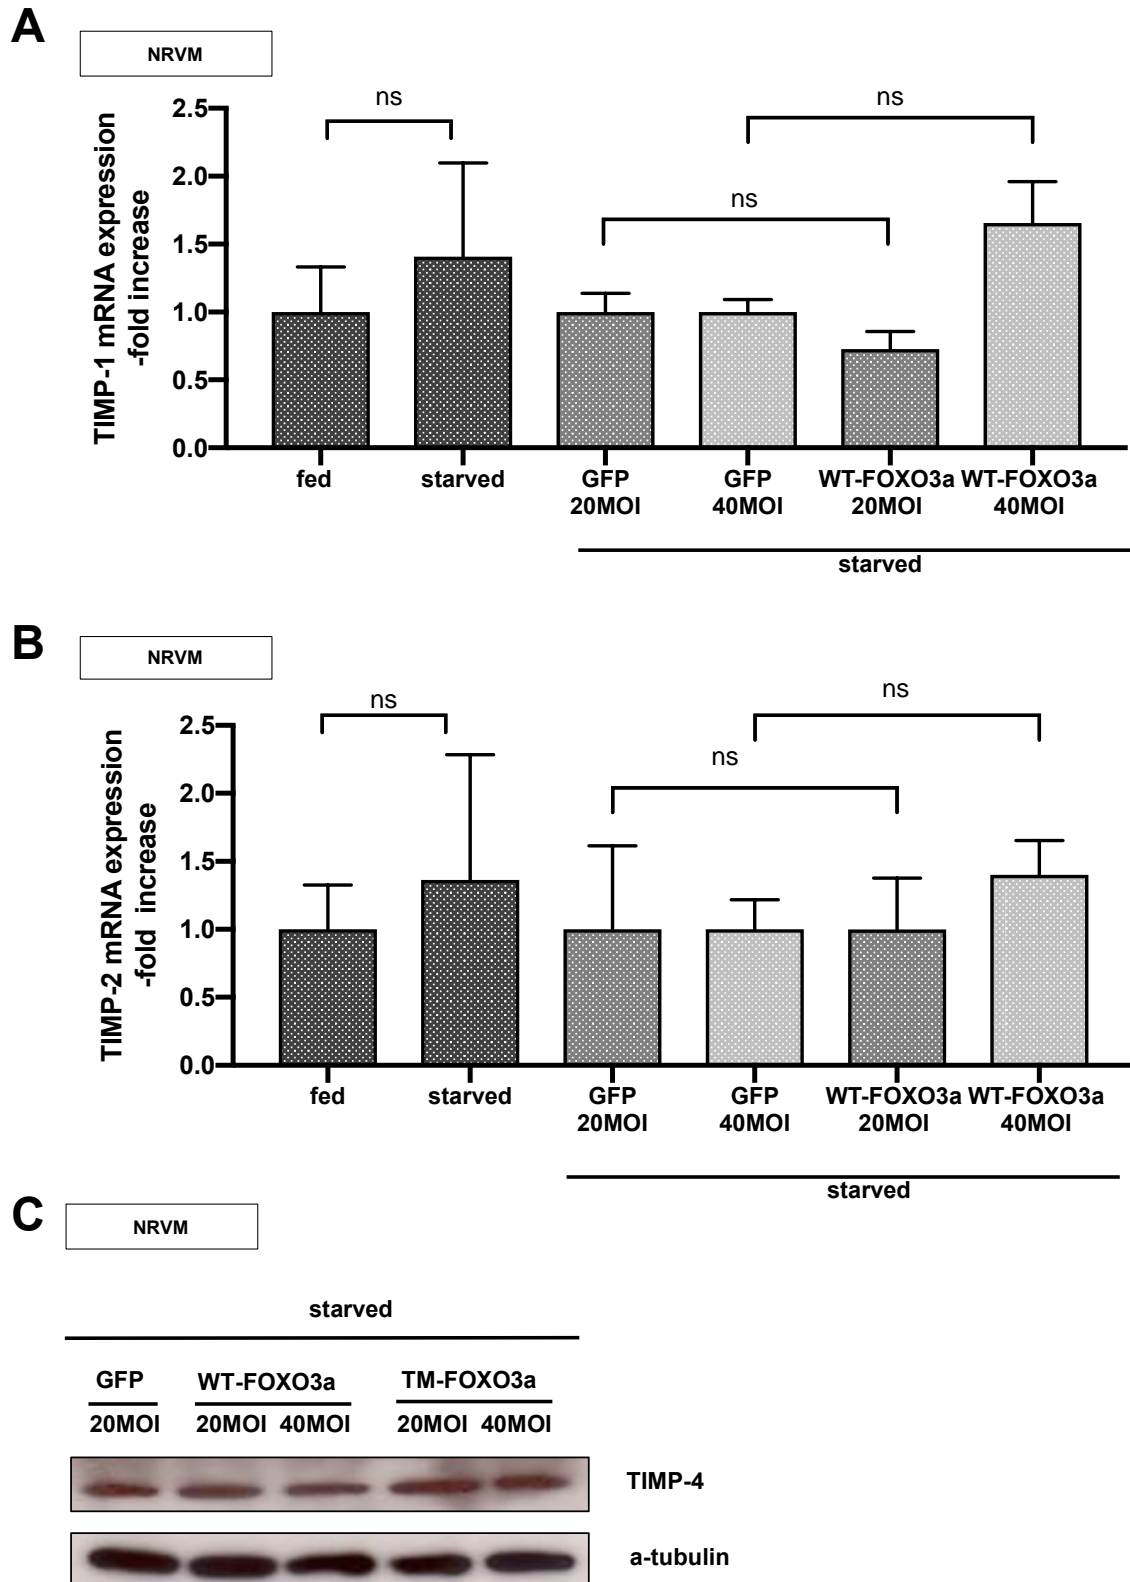 A
NRVM
ns
ns
ns
TIMP-1 mRNA expression
-fold increase
2.5
2.0
1.5
1.0
0.5
0.0
fed starved GFP GFP WT-FOXO3a WT-FOXO3a
20MOI 40MOI 20MOI 40MOI
starved
B
NRVM
ns
ns
ns
TIMP-2 mRNA expression
-fold increase
2.5
2.0
1.5
1.0
0.5
0.0
fed starved GFP GFP WT-FOXO3a WT-FOXO3a
20MOI 40MOI 20MOI 40MOI
starved
C
NRVM
starved
GFP WT-FOXO3a TM-FOXO3a
20MOI 20MOI 40MOI 20MOI 40MOI
TIMP-4
a-tubulin